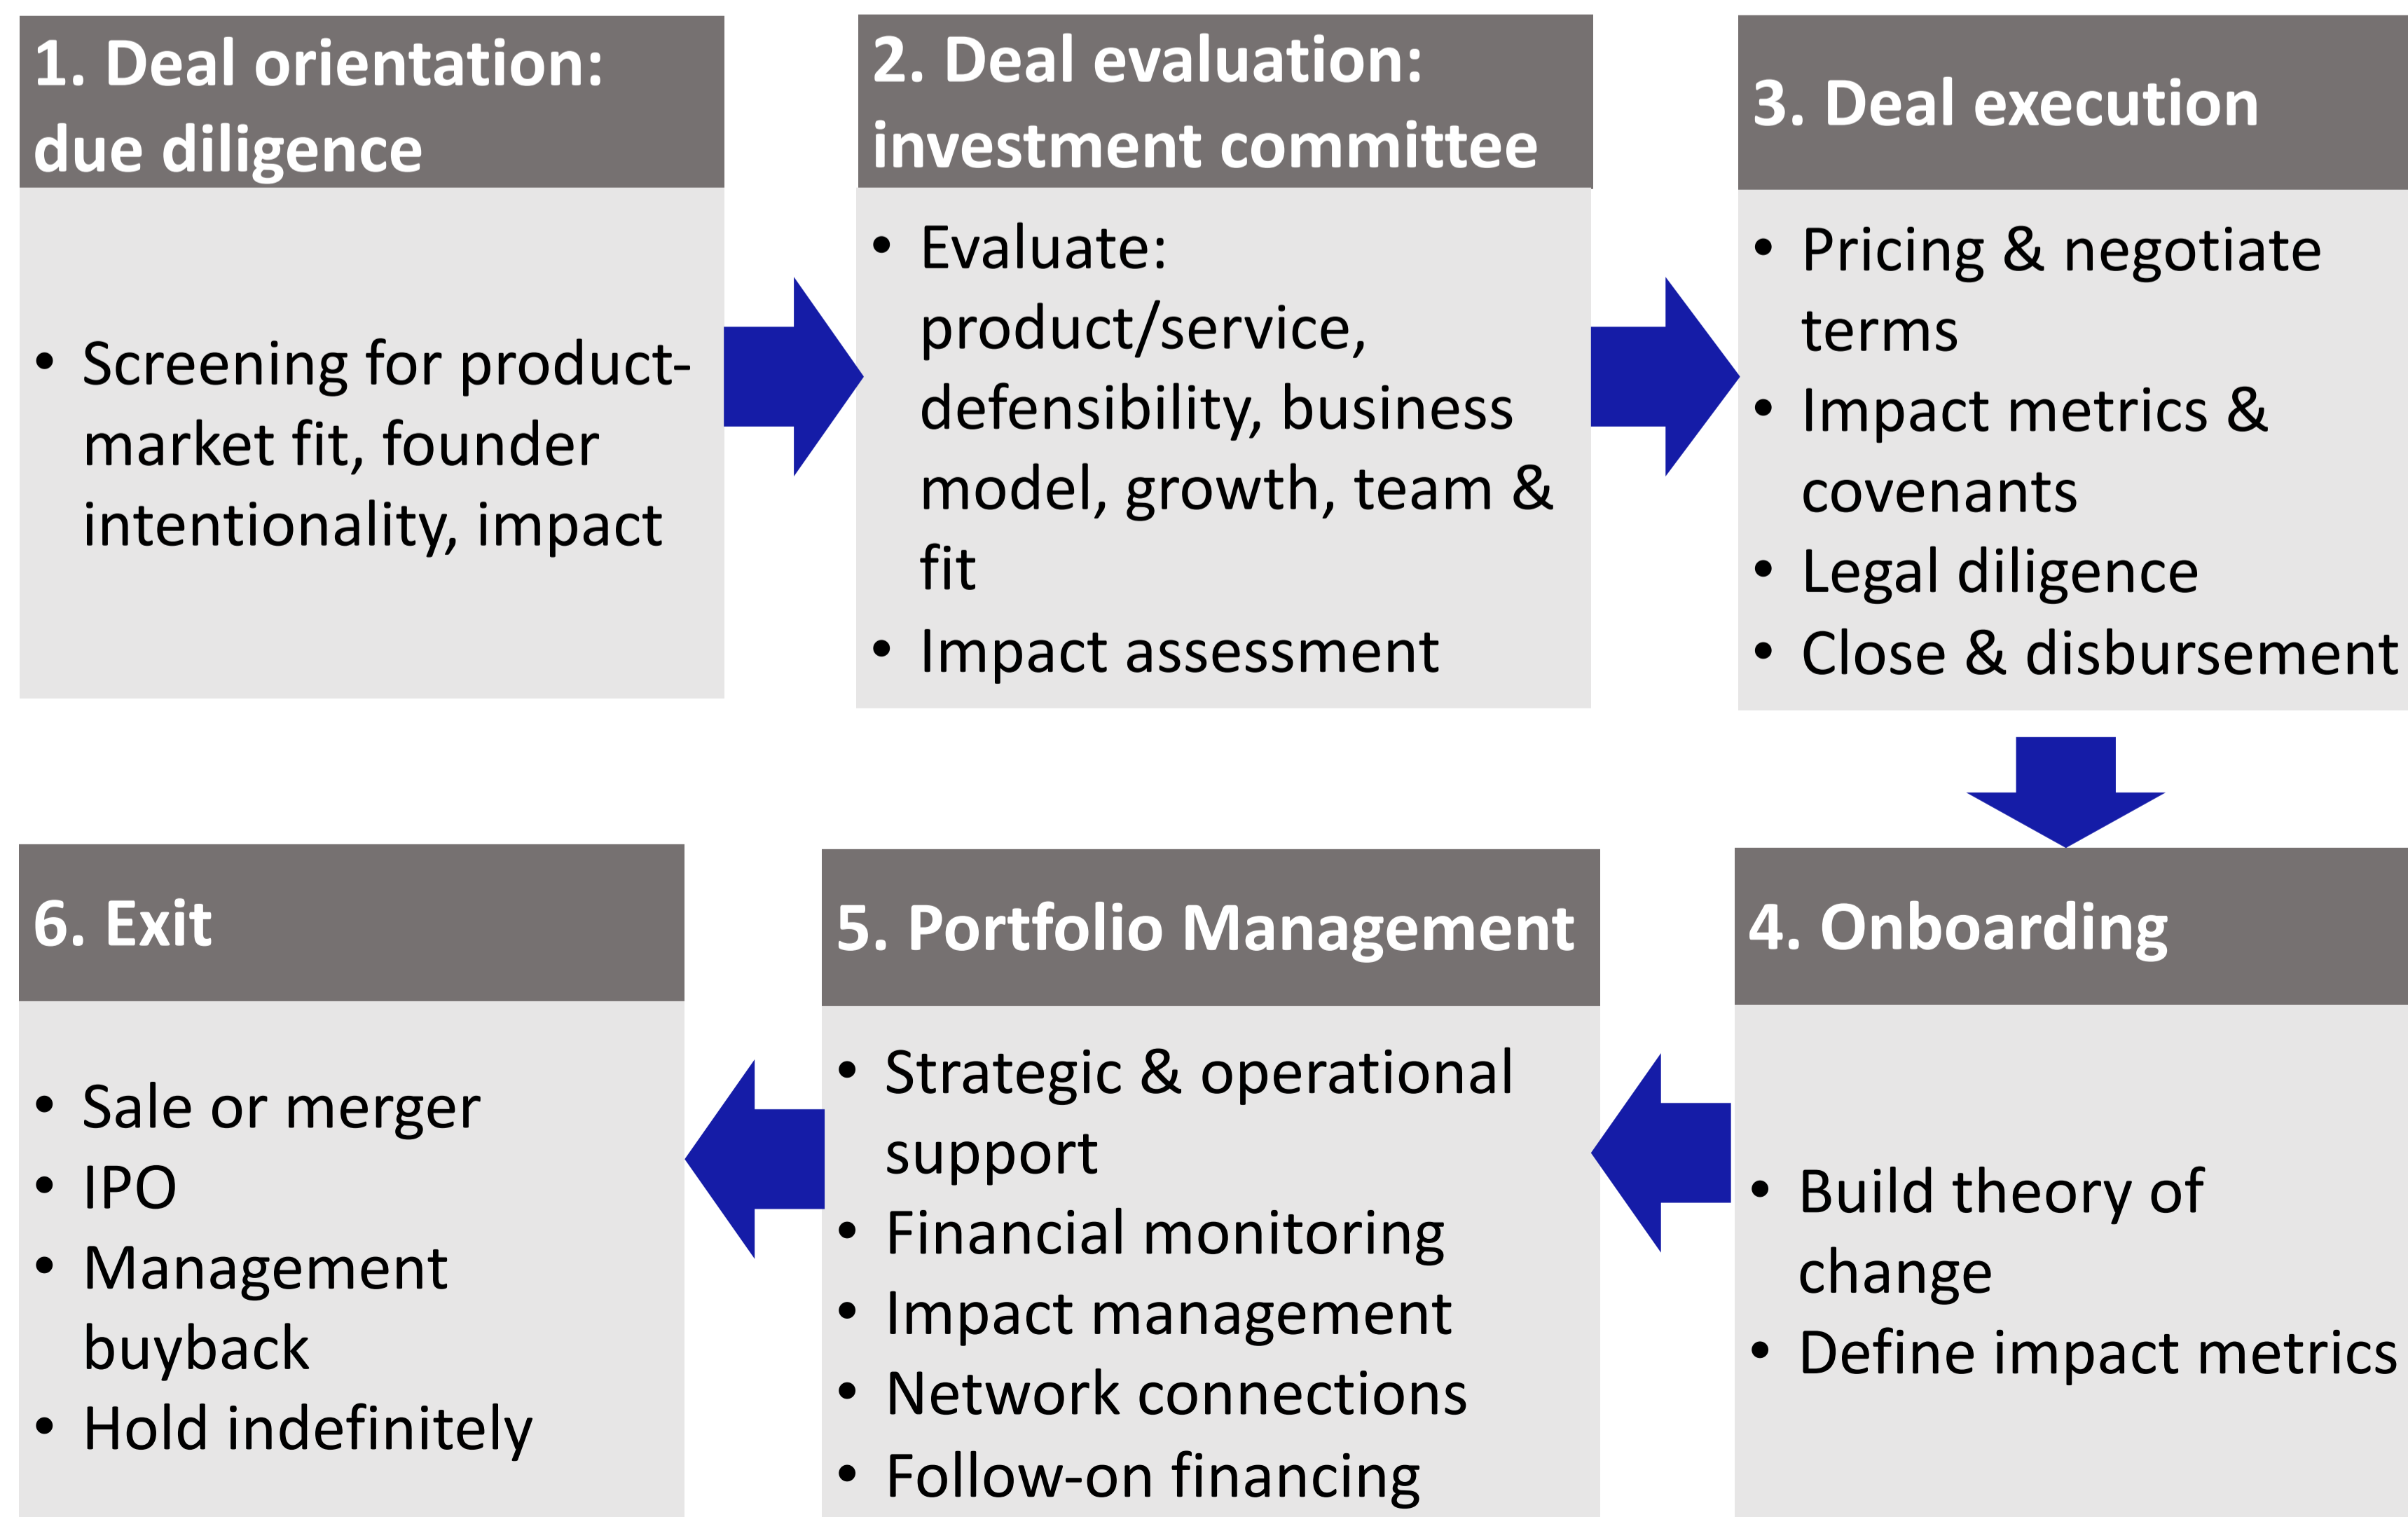 1. Deal orientation:
due diligence
• Screening for product-
market fit, founder
intentionality, impact
2. Deal evaluation:
investment committee
• Evaluate:
product/service,
defensibility, business
model, growth, team &
fit
• Impact assessment
3. Deal execution
• Pricing & negotiate
terms
• Impact metrics &
covenants
• Legal diligence
• Close & disbursement
4. Onboarding
• Build theory of
change
• Define impact metrics
5. Portfolio Management
• Strategic & operational
support
• Financial monitoring
• Impact management
• Network connections
• Follow-on financing
6. Exit
• Sale or merger
• IPO
• Management
buyback
• Hold indefinitely